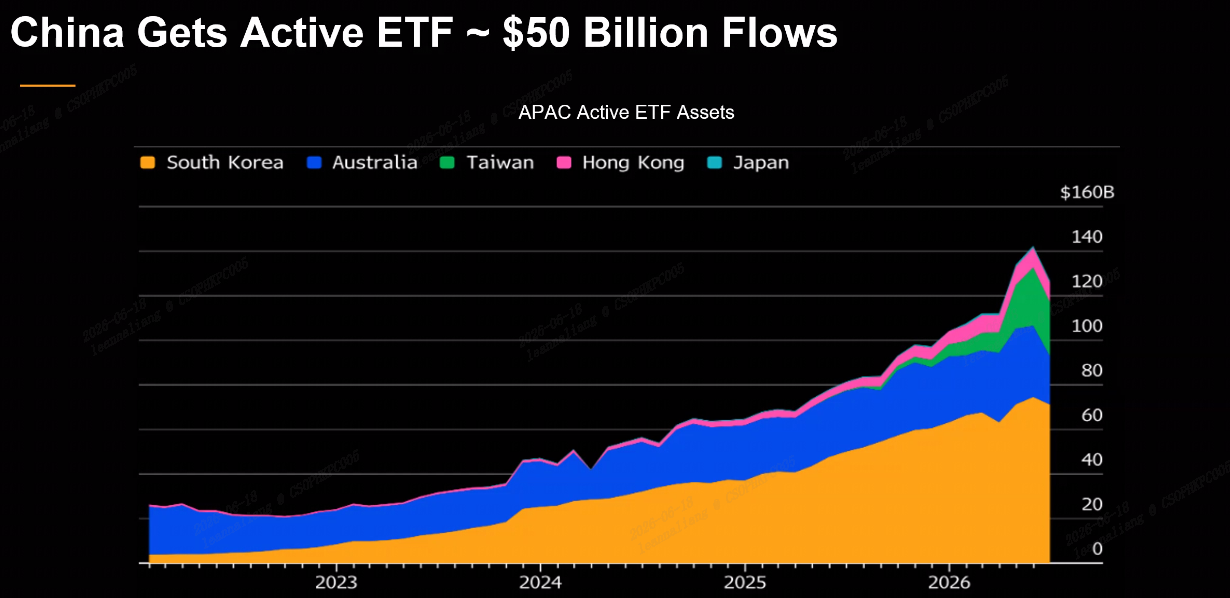 China Gets Active ETF ~ $50 Billion Flows
APAC Active ETF Assets
South Korea Australia Taiwan Hong Kong Japan
$160B
140
120
100
80
60
40
20
0
2023 2024 2025 2026